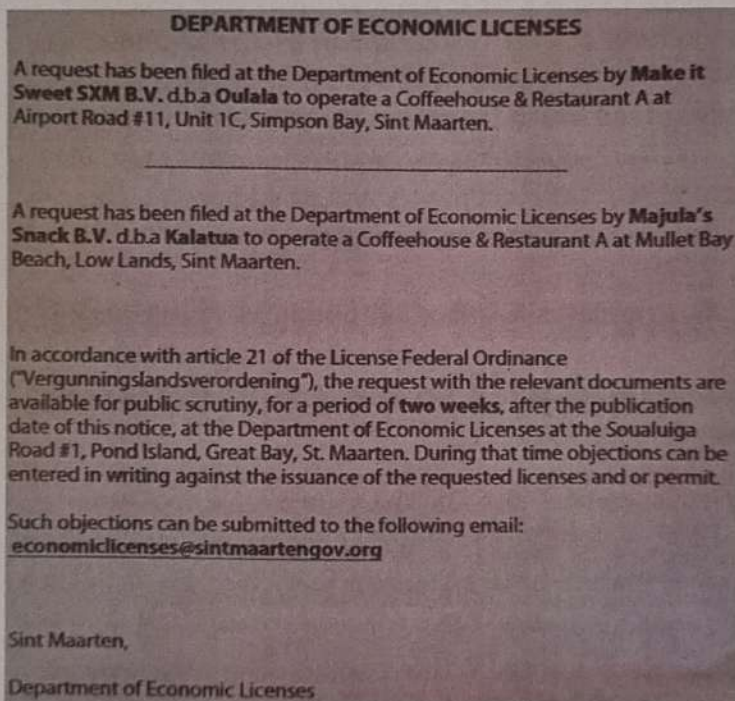 DEPARTMENT OF ECONOMIC LICENSES
A request has been filed at the Department of Economic Licenses by Make it
Sweet SXM B.V. d.b.a Oulala to operate a Coffeehouse & Restaurant A at
Airport Road #11, Unit 1C, Simpson Bay, Sint Maarten.
A request has been filed at the Department of Economic Licenses by Majula's
Snack B.V. d.b.a Kalatua to operate a Coffeehouse & Restaurant A at Mullet Bay
Beach, Low Lands, Sint Maarten.
In accordance with article 21 of the License Federal Ordinance
("Vergunningslandsverordening"), the request with the relevant documents are
available for public scrutiny, for a period of two weeks, after the publication
date of this notice, at the Department of Economic Licenses at the Soualuiga
Road #1, Pond Island, Great Bay, St. Maarten. During that time objections can be
entered in writing against the issuance of the requested licenses and or permit.
Such objections can be submitted to the following email:
economiclicenses@sintmaartengov.org
Sint Maarten,
Department of Economic Licenses